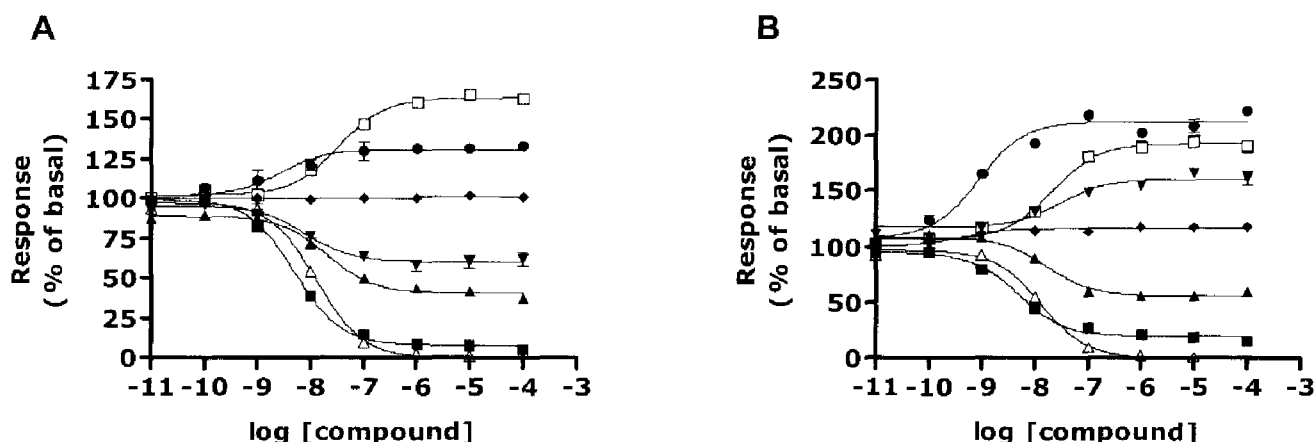 A
Response
(% of basal)
175
150
125
100
75
50
25
0
-11 -10 -9 -8 -7 -6 -5 -4 -3
log [compound]
B
Response
(% of basal)
250
200
150
100
50
0
-11 -10 -9 -8 -7 -6 -5 -4 -3
log [compound]